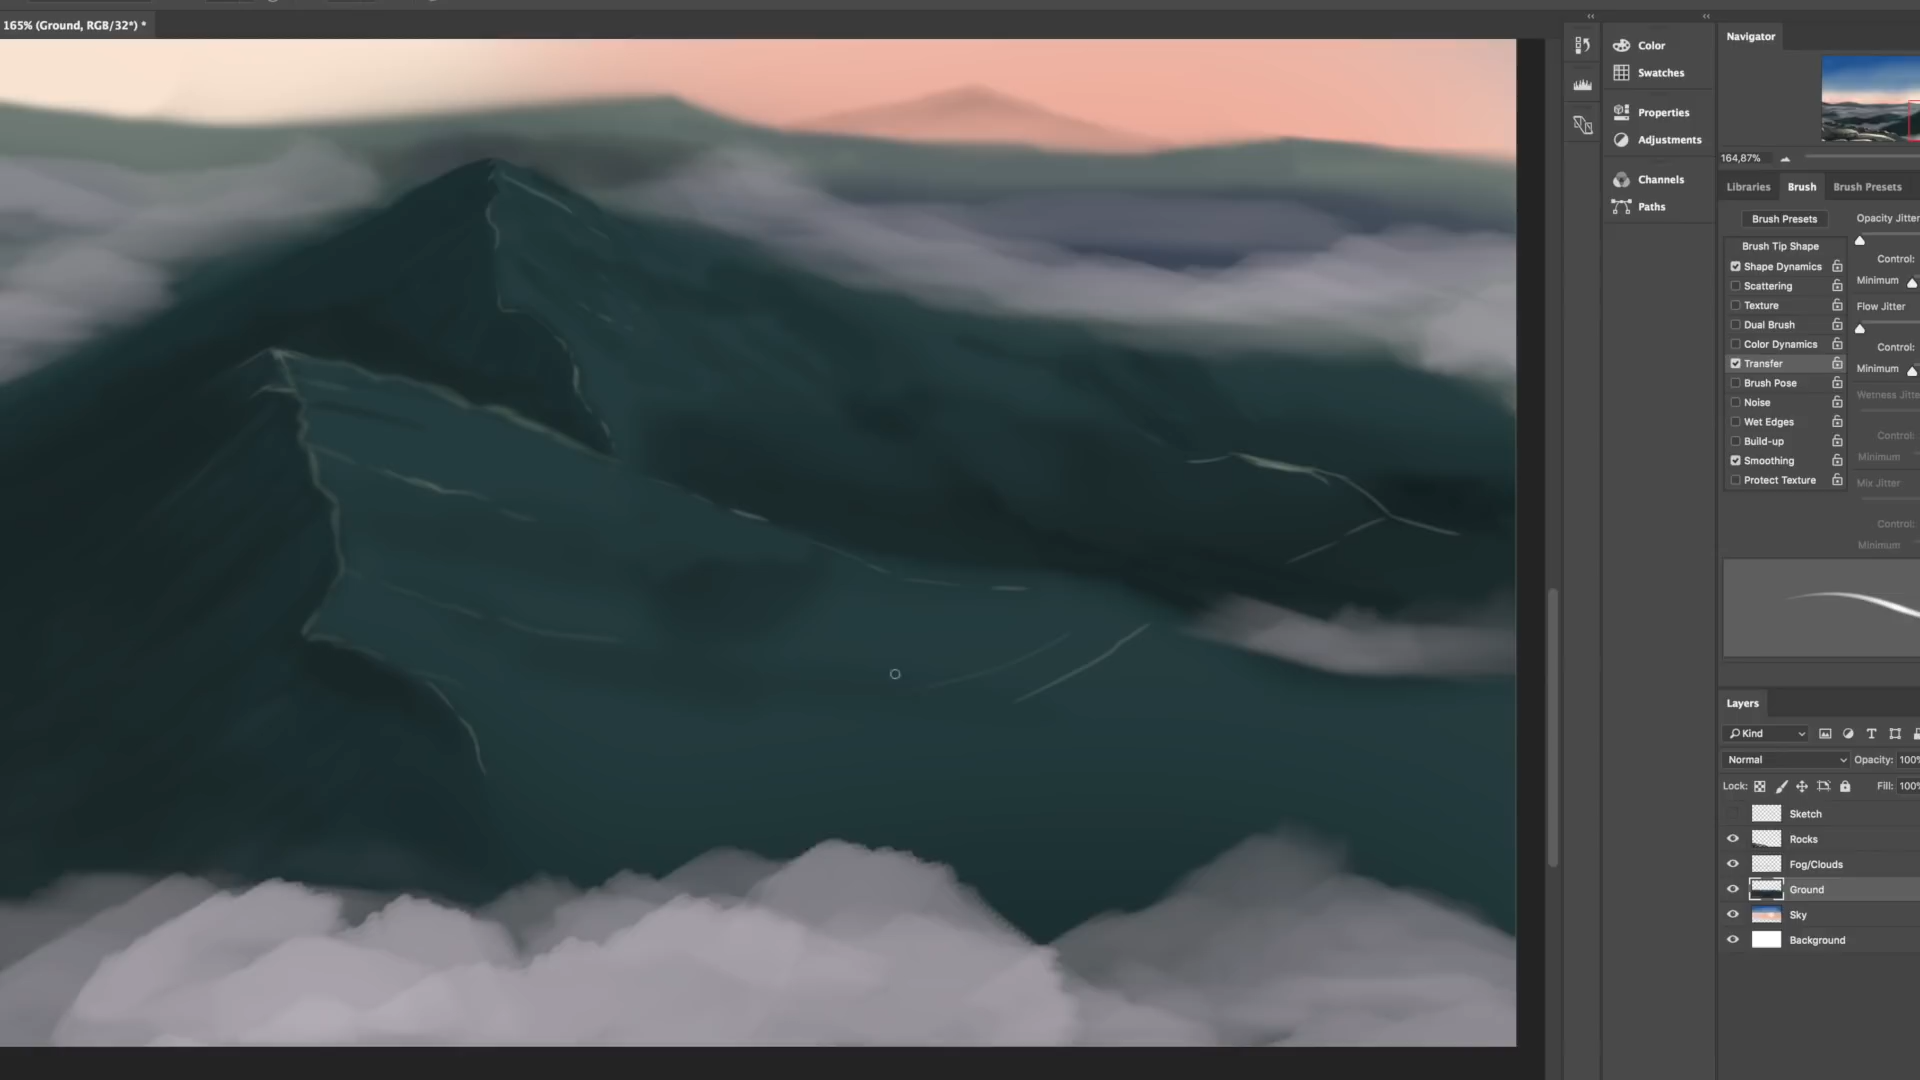 165% (Ground, RGB/32*) *
Color
Swatches
Properties
Adjustments
Channels
Paths
Navigator
164,87%
Libraries
Brush
Brush Presets
Brush Presets
Opacity Jitter
Brush Tip Shape
Control:
Shape Dynamics
Scattering
Minimum
Texture
Flow Jitter
Dual Brush
Color Dynamics
Control:
Transfer
Minimum
Brush Pose
Wetness Jitte
Noise
Wet Edges
Build-up
Control:
Smoothing
Minimum
Protect Texture
Mix Jitter
Control:
Minimum
Layers
Kind
Normal
Opacity: 100%
Lock:
Fill: 100%
Sketch
Rocks
Fog/Clouds
Ground
Sky
Background